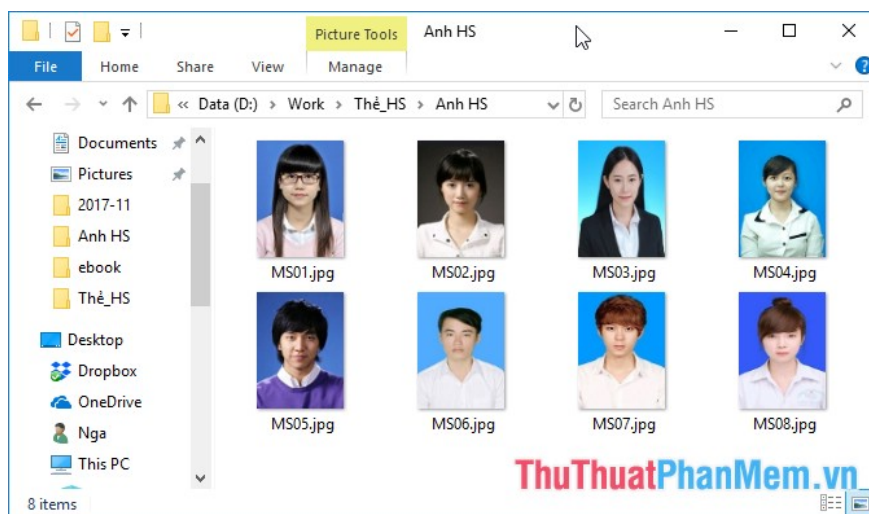 Picture Tools
Anh HS
File
Home
Share
View
Manage
« Data (D:) › Work › Thẻ_HS › Anh HS
Search Anh HS
Documents
Pictures
2017-11
Anh HS
ebook
Thẻ_HS
Desktop
Dropbox
OneDrive
Nga
This PC
MS01.jpg
MS02.jpg
MS03.jpg
MS04.jpg
MS05.jpg
MS06.jpg
MS07.jpg
MS08.jpg
ThuThuatPhanMem.vn
8 items